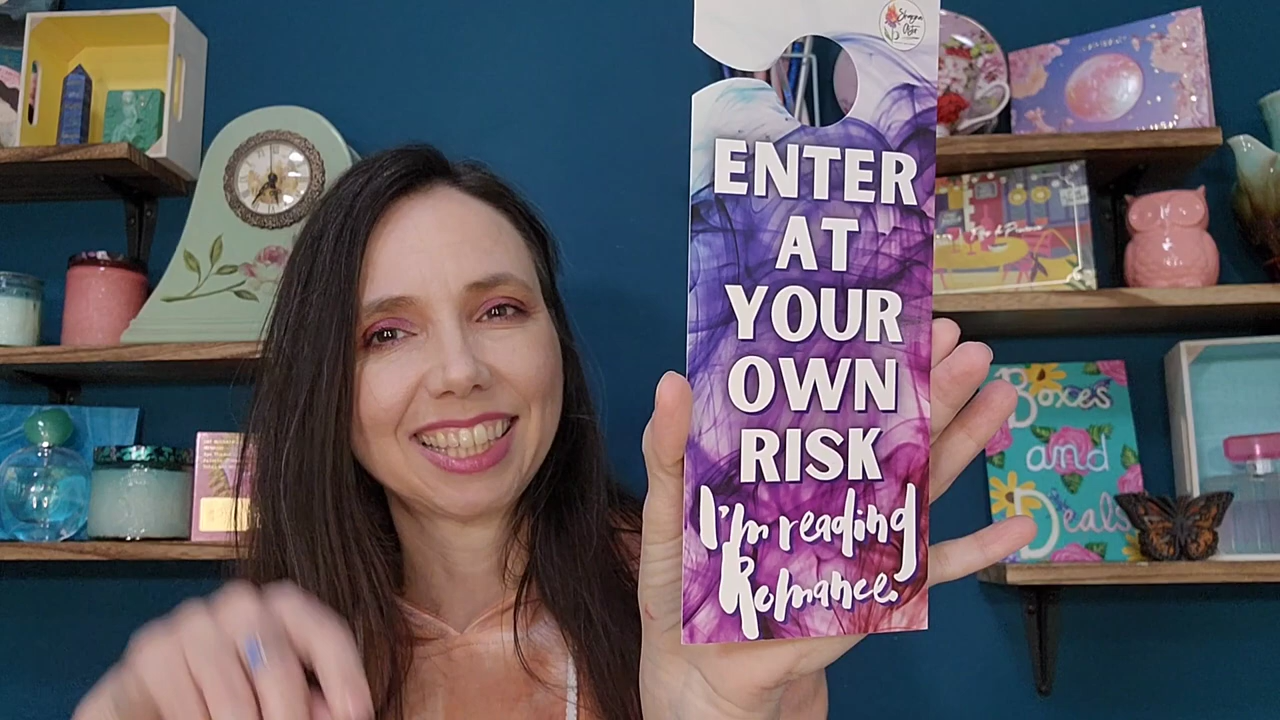 ENTER
AT
YOUR
OWN
RISK
I'm reading
Romance.
Boxes
and
Deals